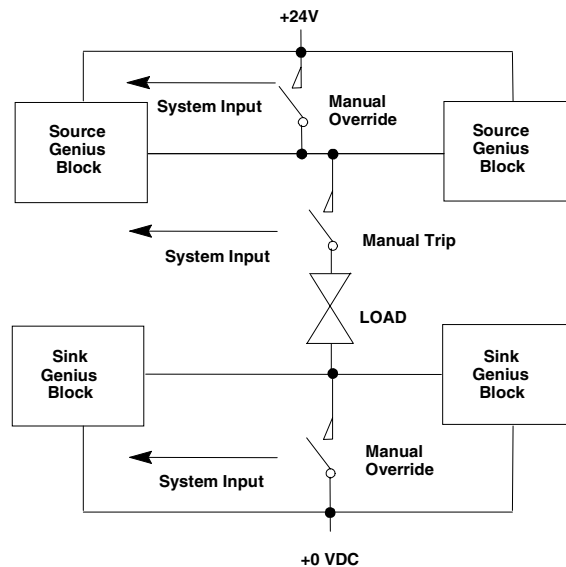 +24V
System Input
Manual
Override
Source
Genius
Block
Source
Genius
Block
System Input
Manual Trip
LOAD
Sink
Genius
Block
Sink
Genius
Block
System Input
Manual
Override
+0 VDC